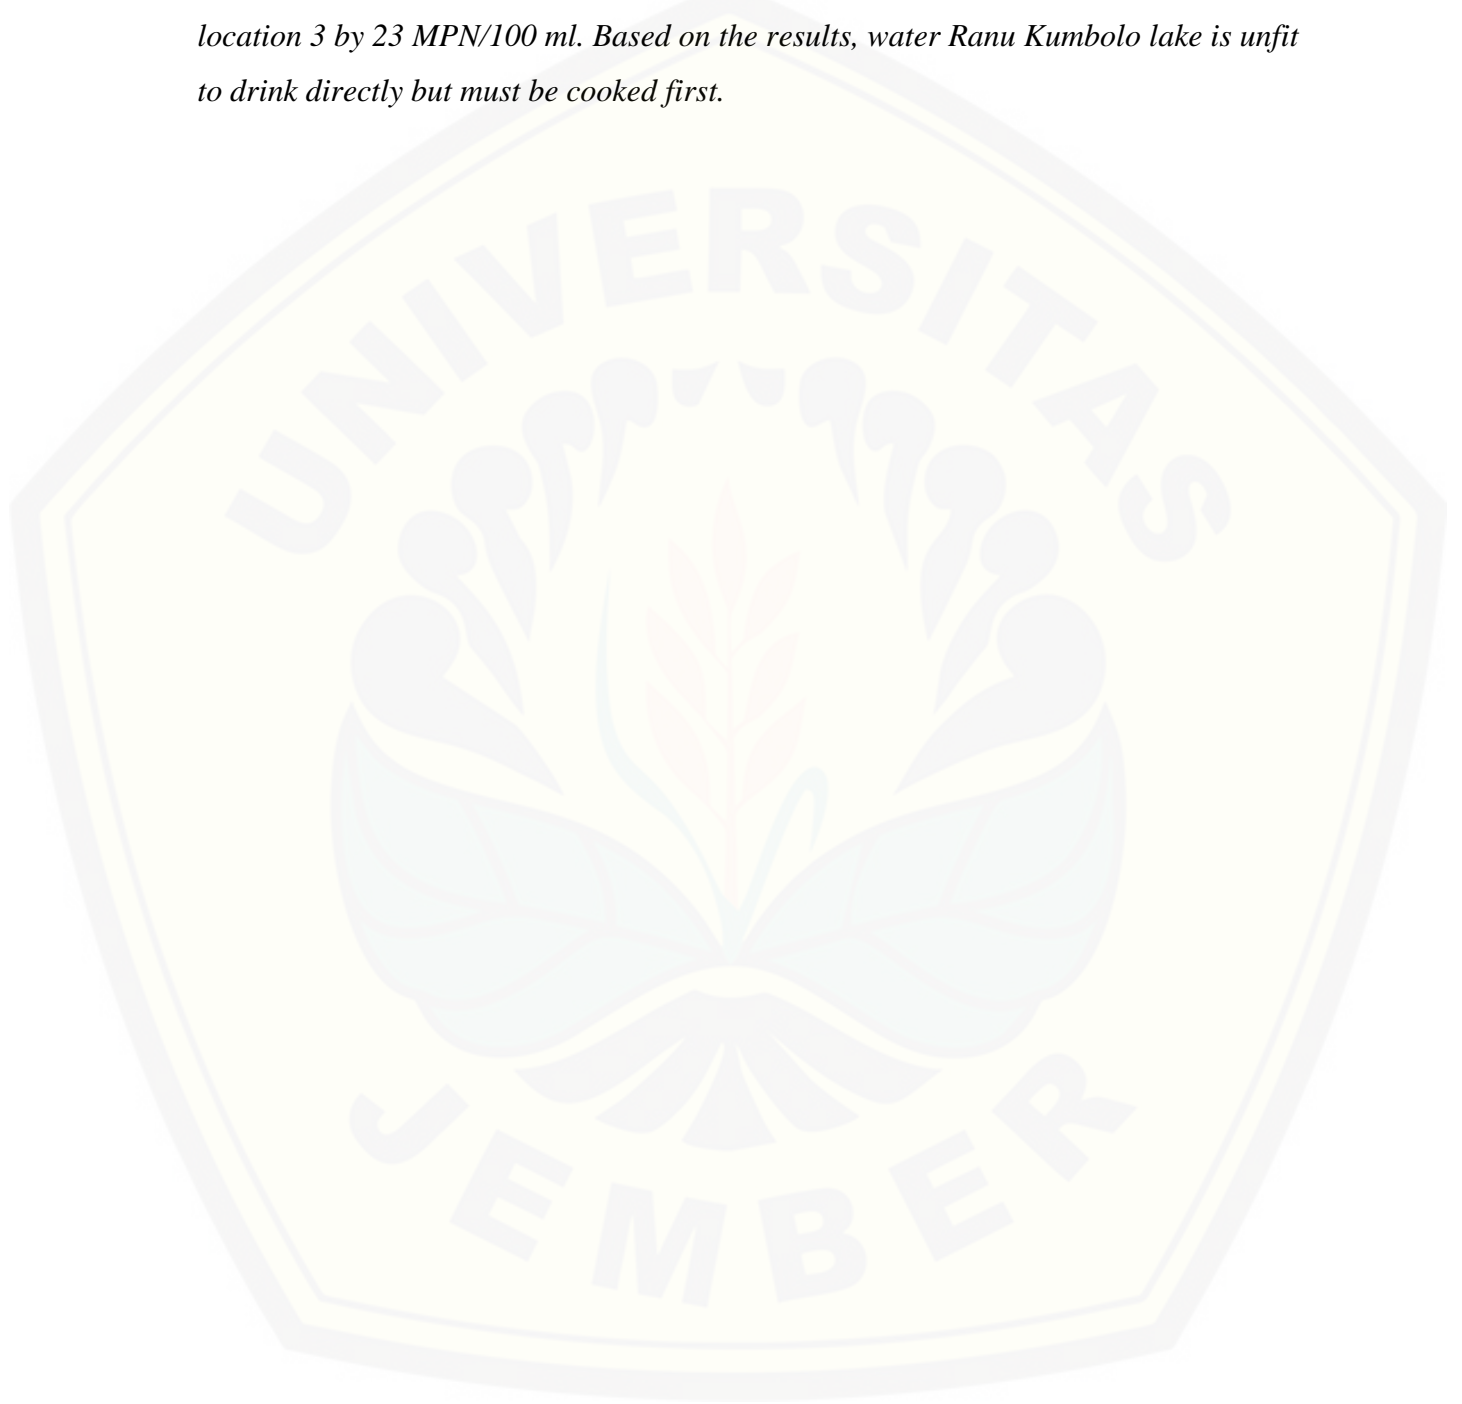 location 3 by 23 MPN/100 ml. Based on the results, water Ranu Kumbolo lake is unfit
to drink directly but must be cooked first.
UNIVERSITAS
JEMBER